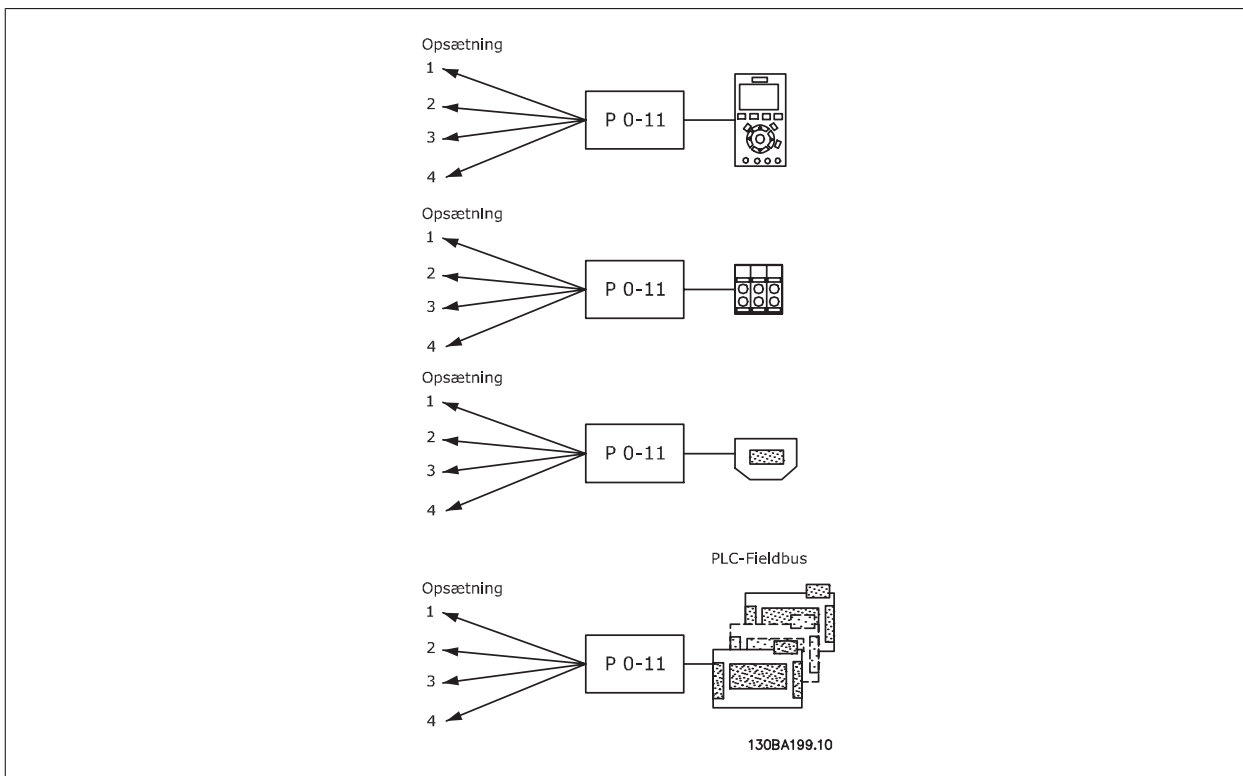 Opsætning
1
2
3
4
P 0-11
Opsætning
1
2
3
4
P 0-11
Opsætning
1
2
3
4
P 0-11
PLC-Fieldbus
Opsætning
1
2
3
4
P 0-11
130BA199.10